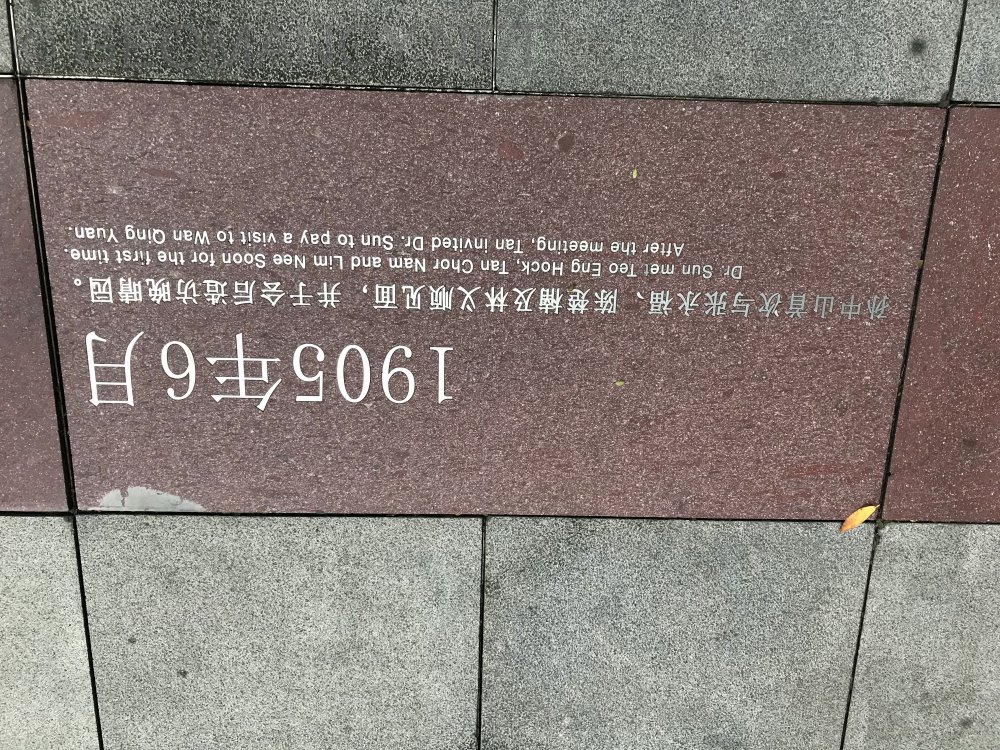 1905年6月
孙中山首次与张永福、陈楚楠及林义顺见面，并于会后造访晚晴园。
Dr. Sun met Teo Eng Hock, Tan Chor Nam and Lim Nee Soon for the first time.
After the meeting, Tan invited Dr. Sun to pay a visit to Wan Qing Yuan.